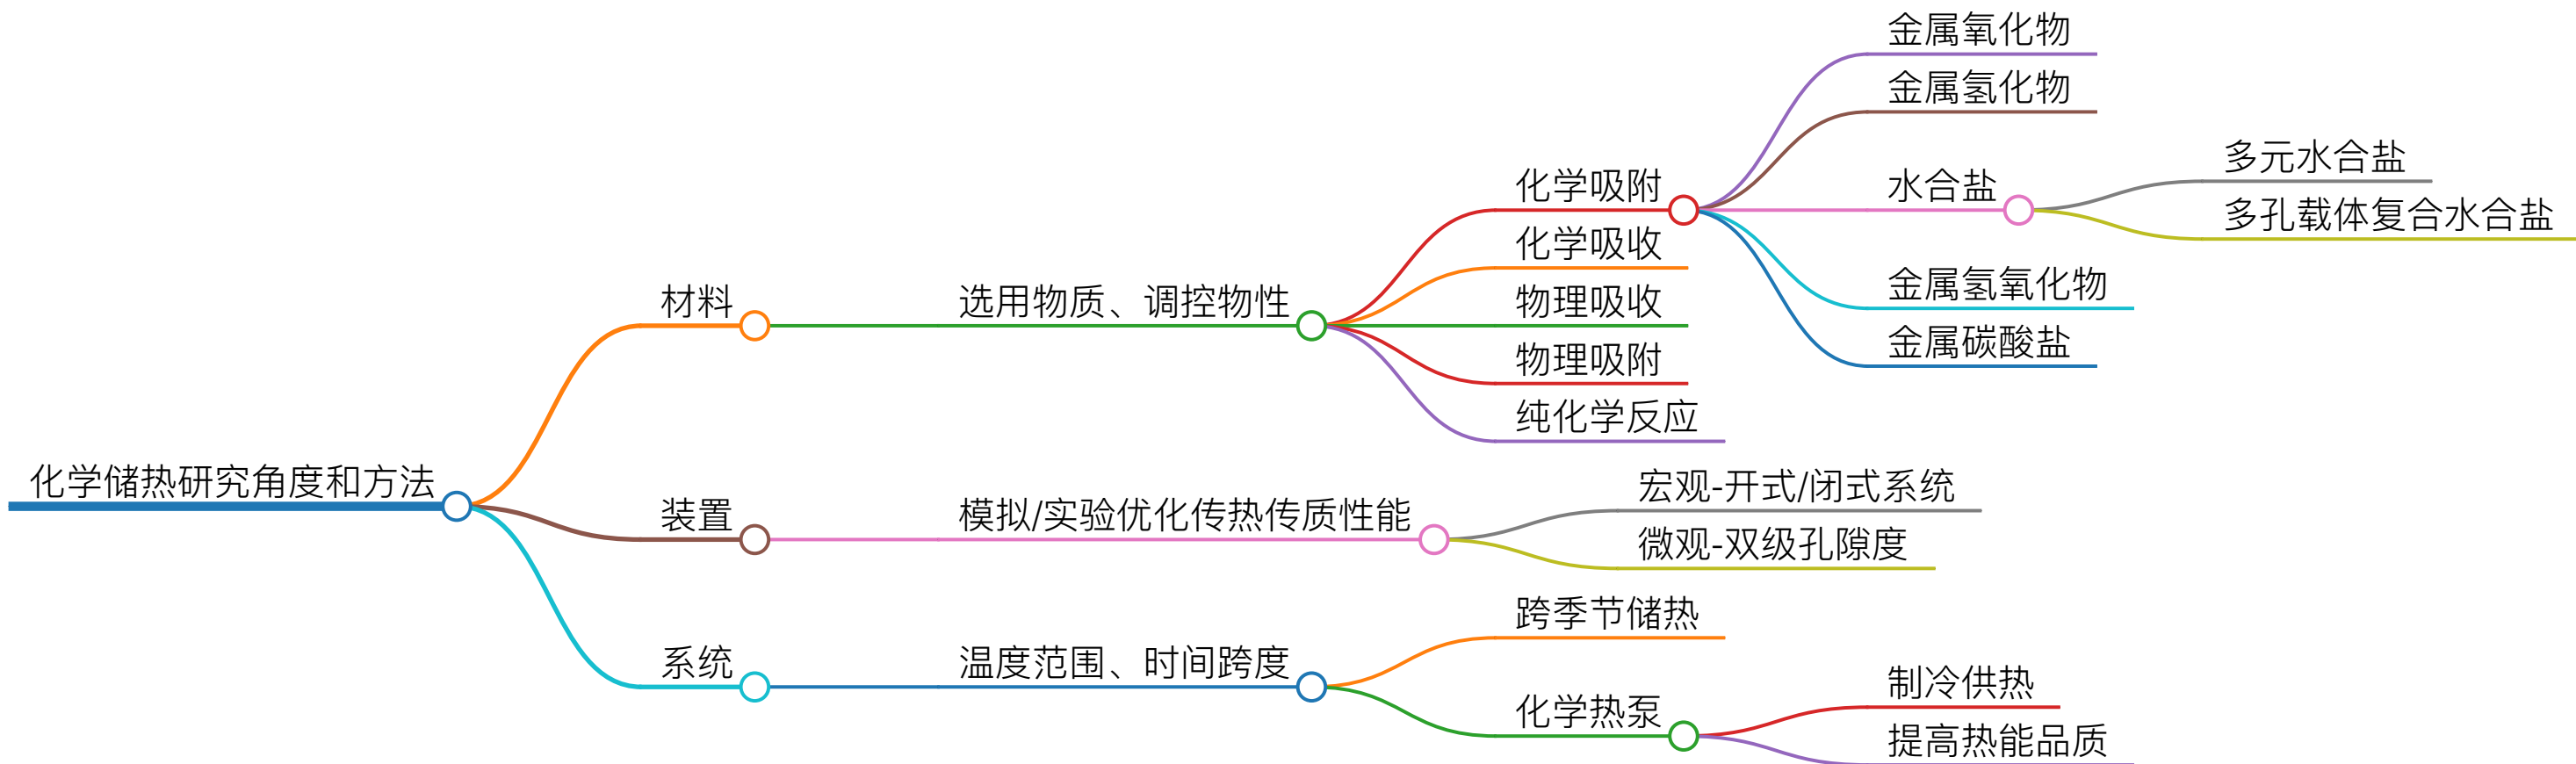 化学储热研究角度和方法
材料
选用物质、调控物性
化学吸附
金属氧化物
金属氢化物
水合盐
多元水合盐
多孔载体复合水合盐
金属氢氧化物
金属碳酸盐
化学吸收
物理吸收
物理吸附
纯化学反应
装置
模拟/实验优化传热传质性能
宏观-开式/闭式系统
微观-双级孔隙度
系统
温度范围、时间跨度
跨季节储热
化学热泵
制冷供热
提高热能品质